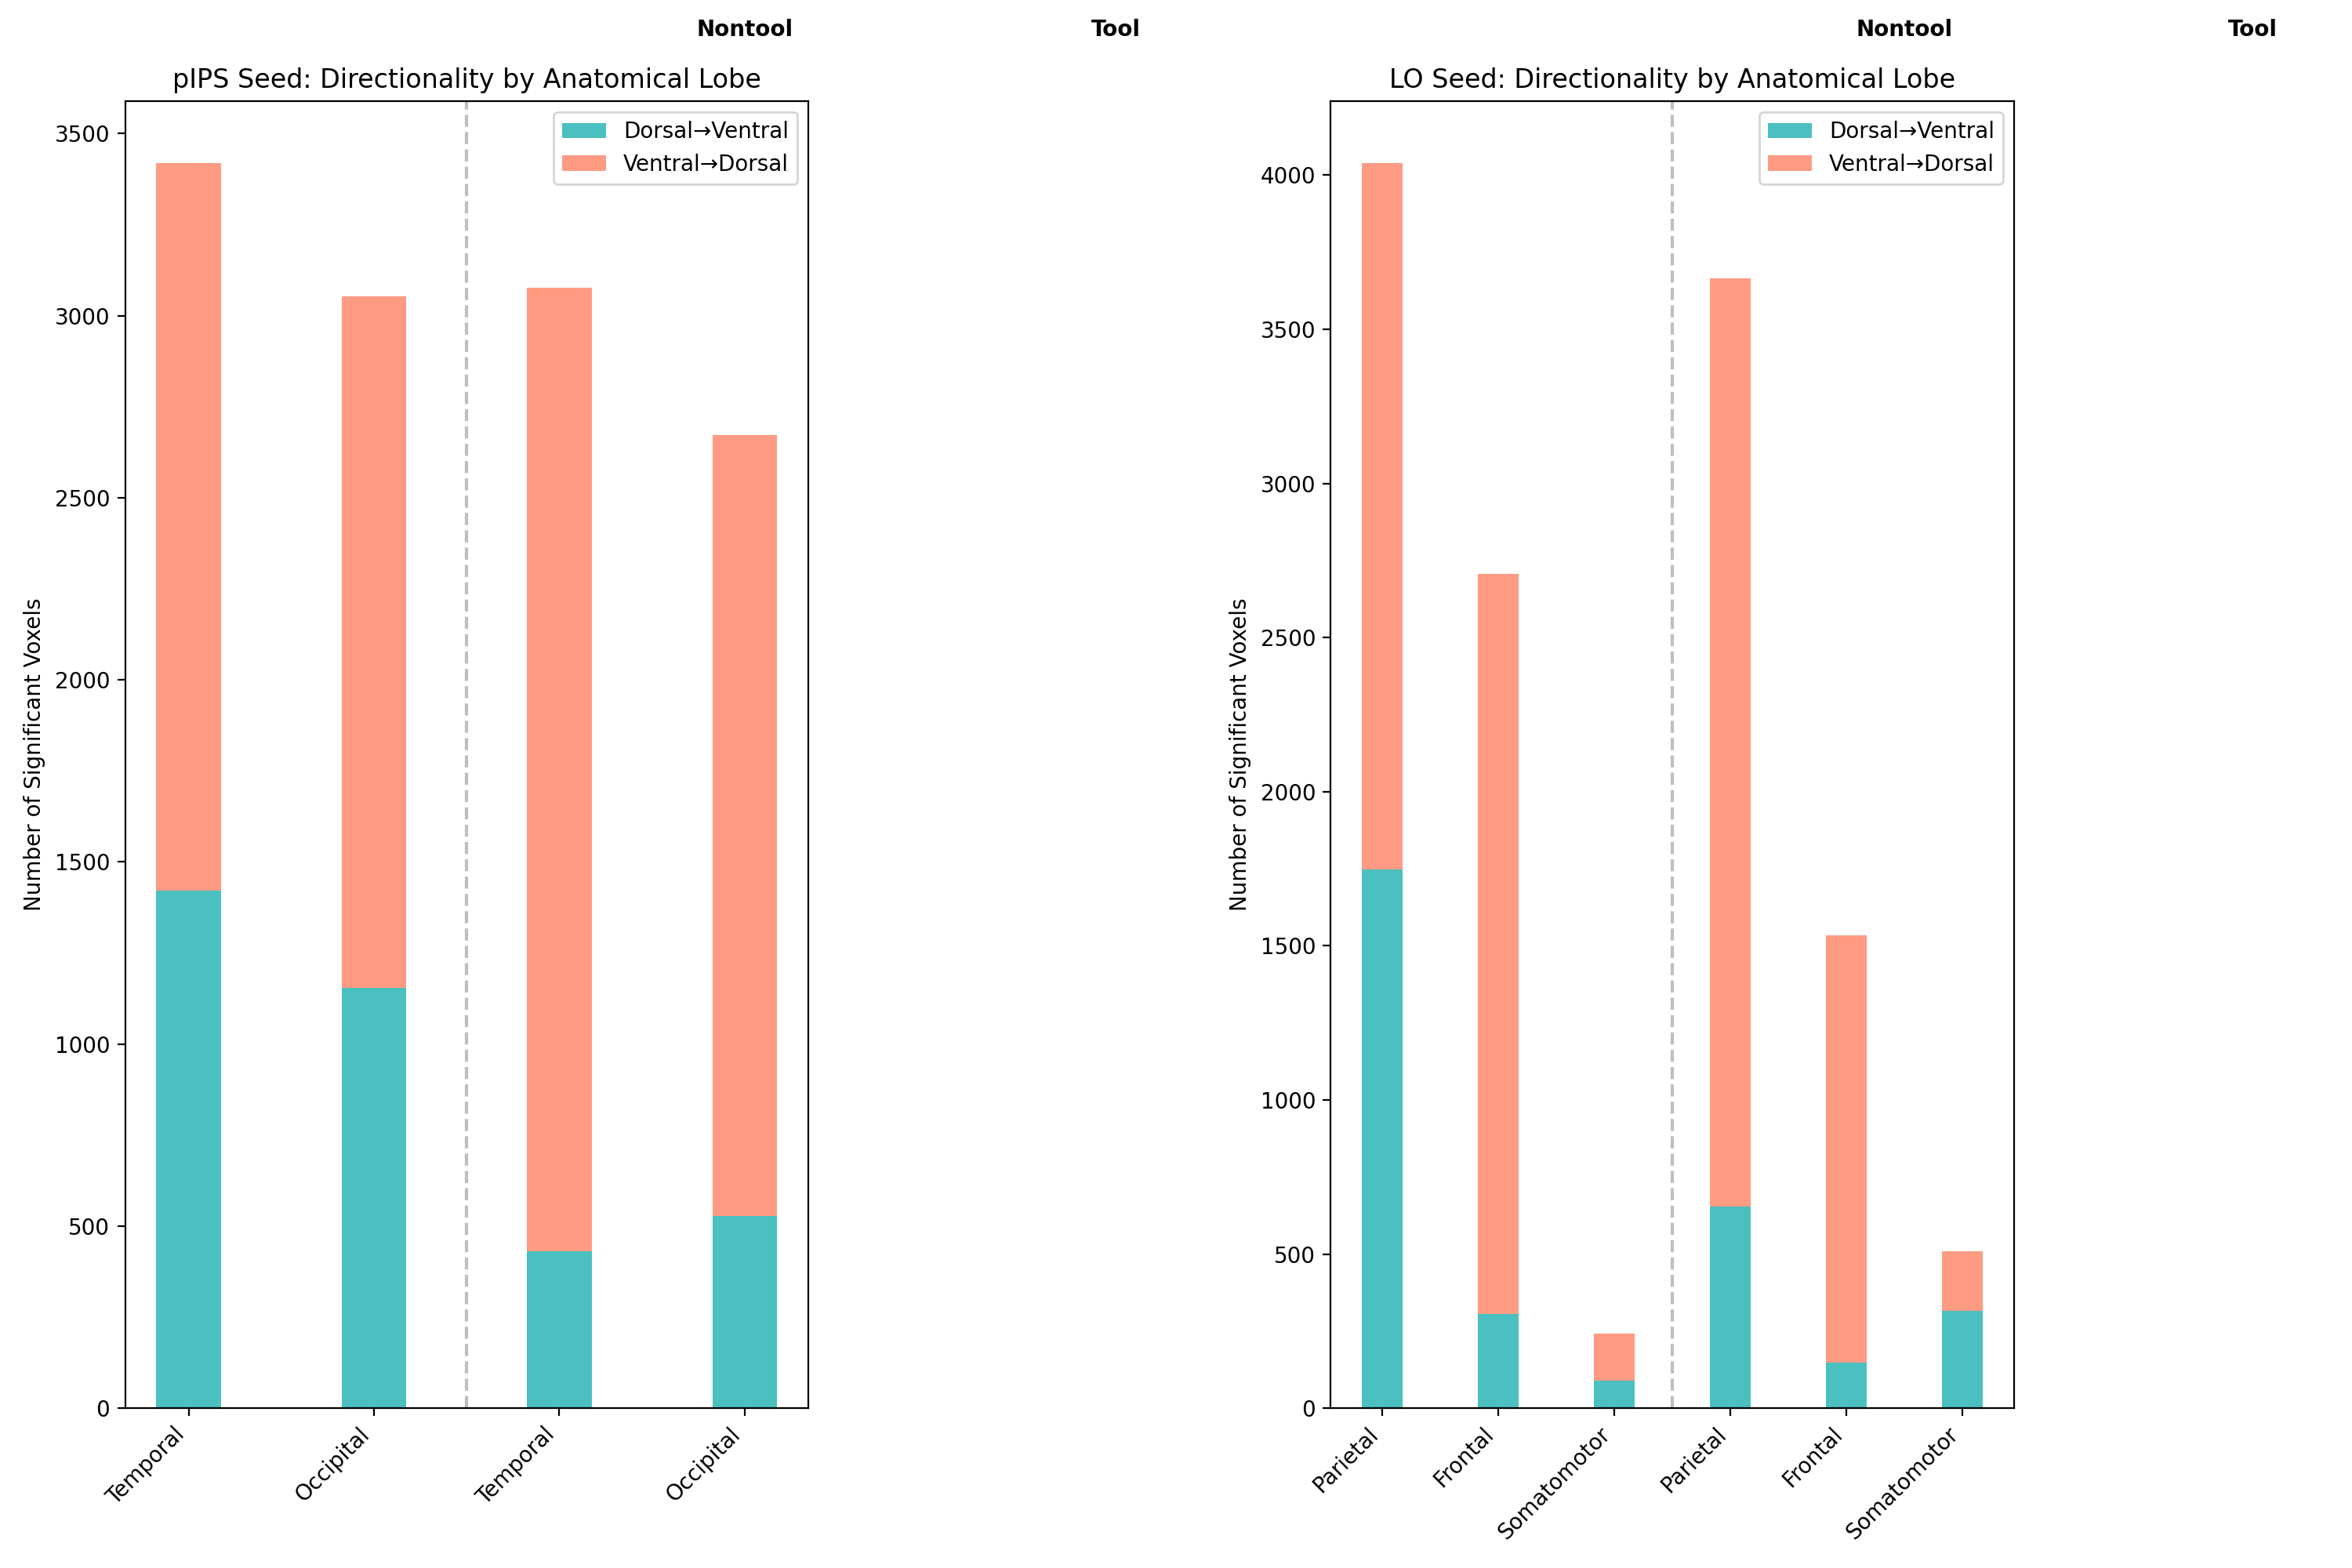 Nontool Tool
pIPS Seed: Directionality by Anatomical Lobe
Dorsal→Ventral
Ventral→Dorsal
Number of Significant Voxels
3500
3000
2500
2000
1500
1000
500
0
Temporal Occipital Temporal Occipital
Nontool Tool
LO Seed: Directionality by Anatomical Lobe
Dorsal→Ventral
Ventral→Dorsal
Number of Significant Voxels
4000
3500
3000
2500
2000
1500
1000
500
0
Parietal Frontal Somatomotor Parietal Frontal Somatomotor